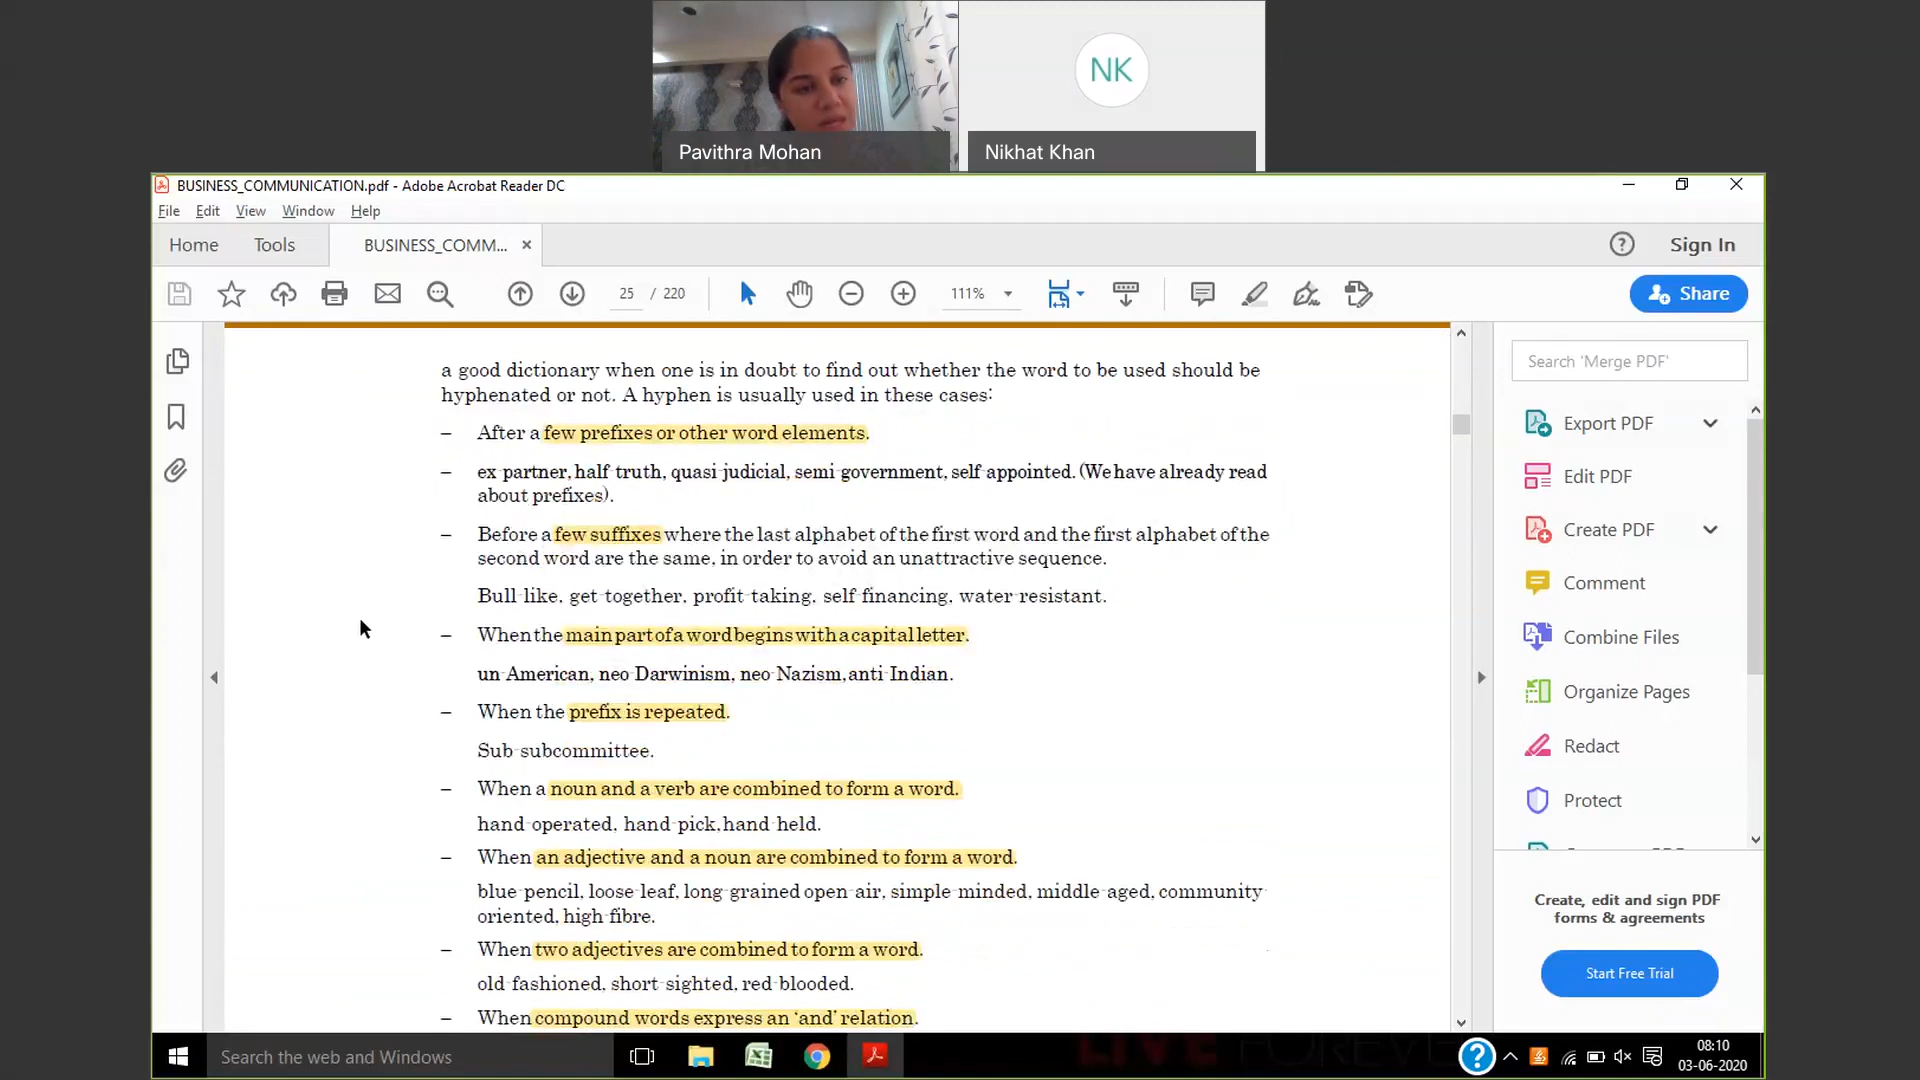 NK
Pavithra Mohan
Nikhat Khan
BUSINESS_COMMUNICATION.pdf - Adobe Acrobat Reader DC
File Edit View Window Help
Home Tools BUSINESS_COMM... ×
? Sign In
25 / 220
111%
Share
a good dictionary when one is in doubt to find out whether the word to be used should be
hyphenated or not. A hyphen is usually used in these cases:
– After a few prefixes or other word elements.
– ex-partner, half-truth, quasi-judicial, semi-government, self-appointed. (We have already read
about prefixes).
– Before a few suffixes where the last alphabet of the first word and the first alphabet of the
second word are the same, in order to avoid an unattractive sequence.
Bull-like, get-together, profit-taking, self-financing, water-resistant.
– When the main part of a word begins with a capital letter.
un-American, neo-Darwinism, neo-Nazism, anti-Indian.
– When the prefix is repeated.
Sub-subcommittee.
– When a noun and a verb are combined to form a word.
hand-operated, hand-pick, hand-held.
– When an adjective and a noun are combined to form a word.
blue-pencil, loose-leaf, long-grained open-air, simple-minded, middle-aged, community-
oriented, high-fibre.
– When two adjectives are combined to form a word.
old-fashioned, short-sighted, red-blooded.
– When compound words express an ‘and’ relation.
Search 'Merge PDF'
Export PDF
Edit PDF
Create PDF
Comment
Combine Files
Organize Pages
Redact
Protect
Create, edit and sign PDF
forms & agreements
Start Free Trial
Search the web and Windows
LIVE FOREVE
08:10
03-06-2020